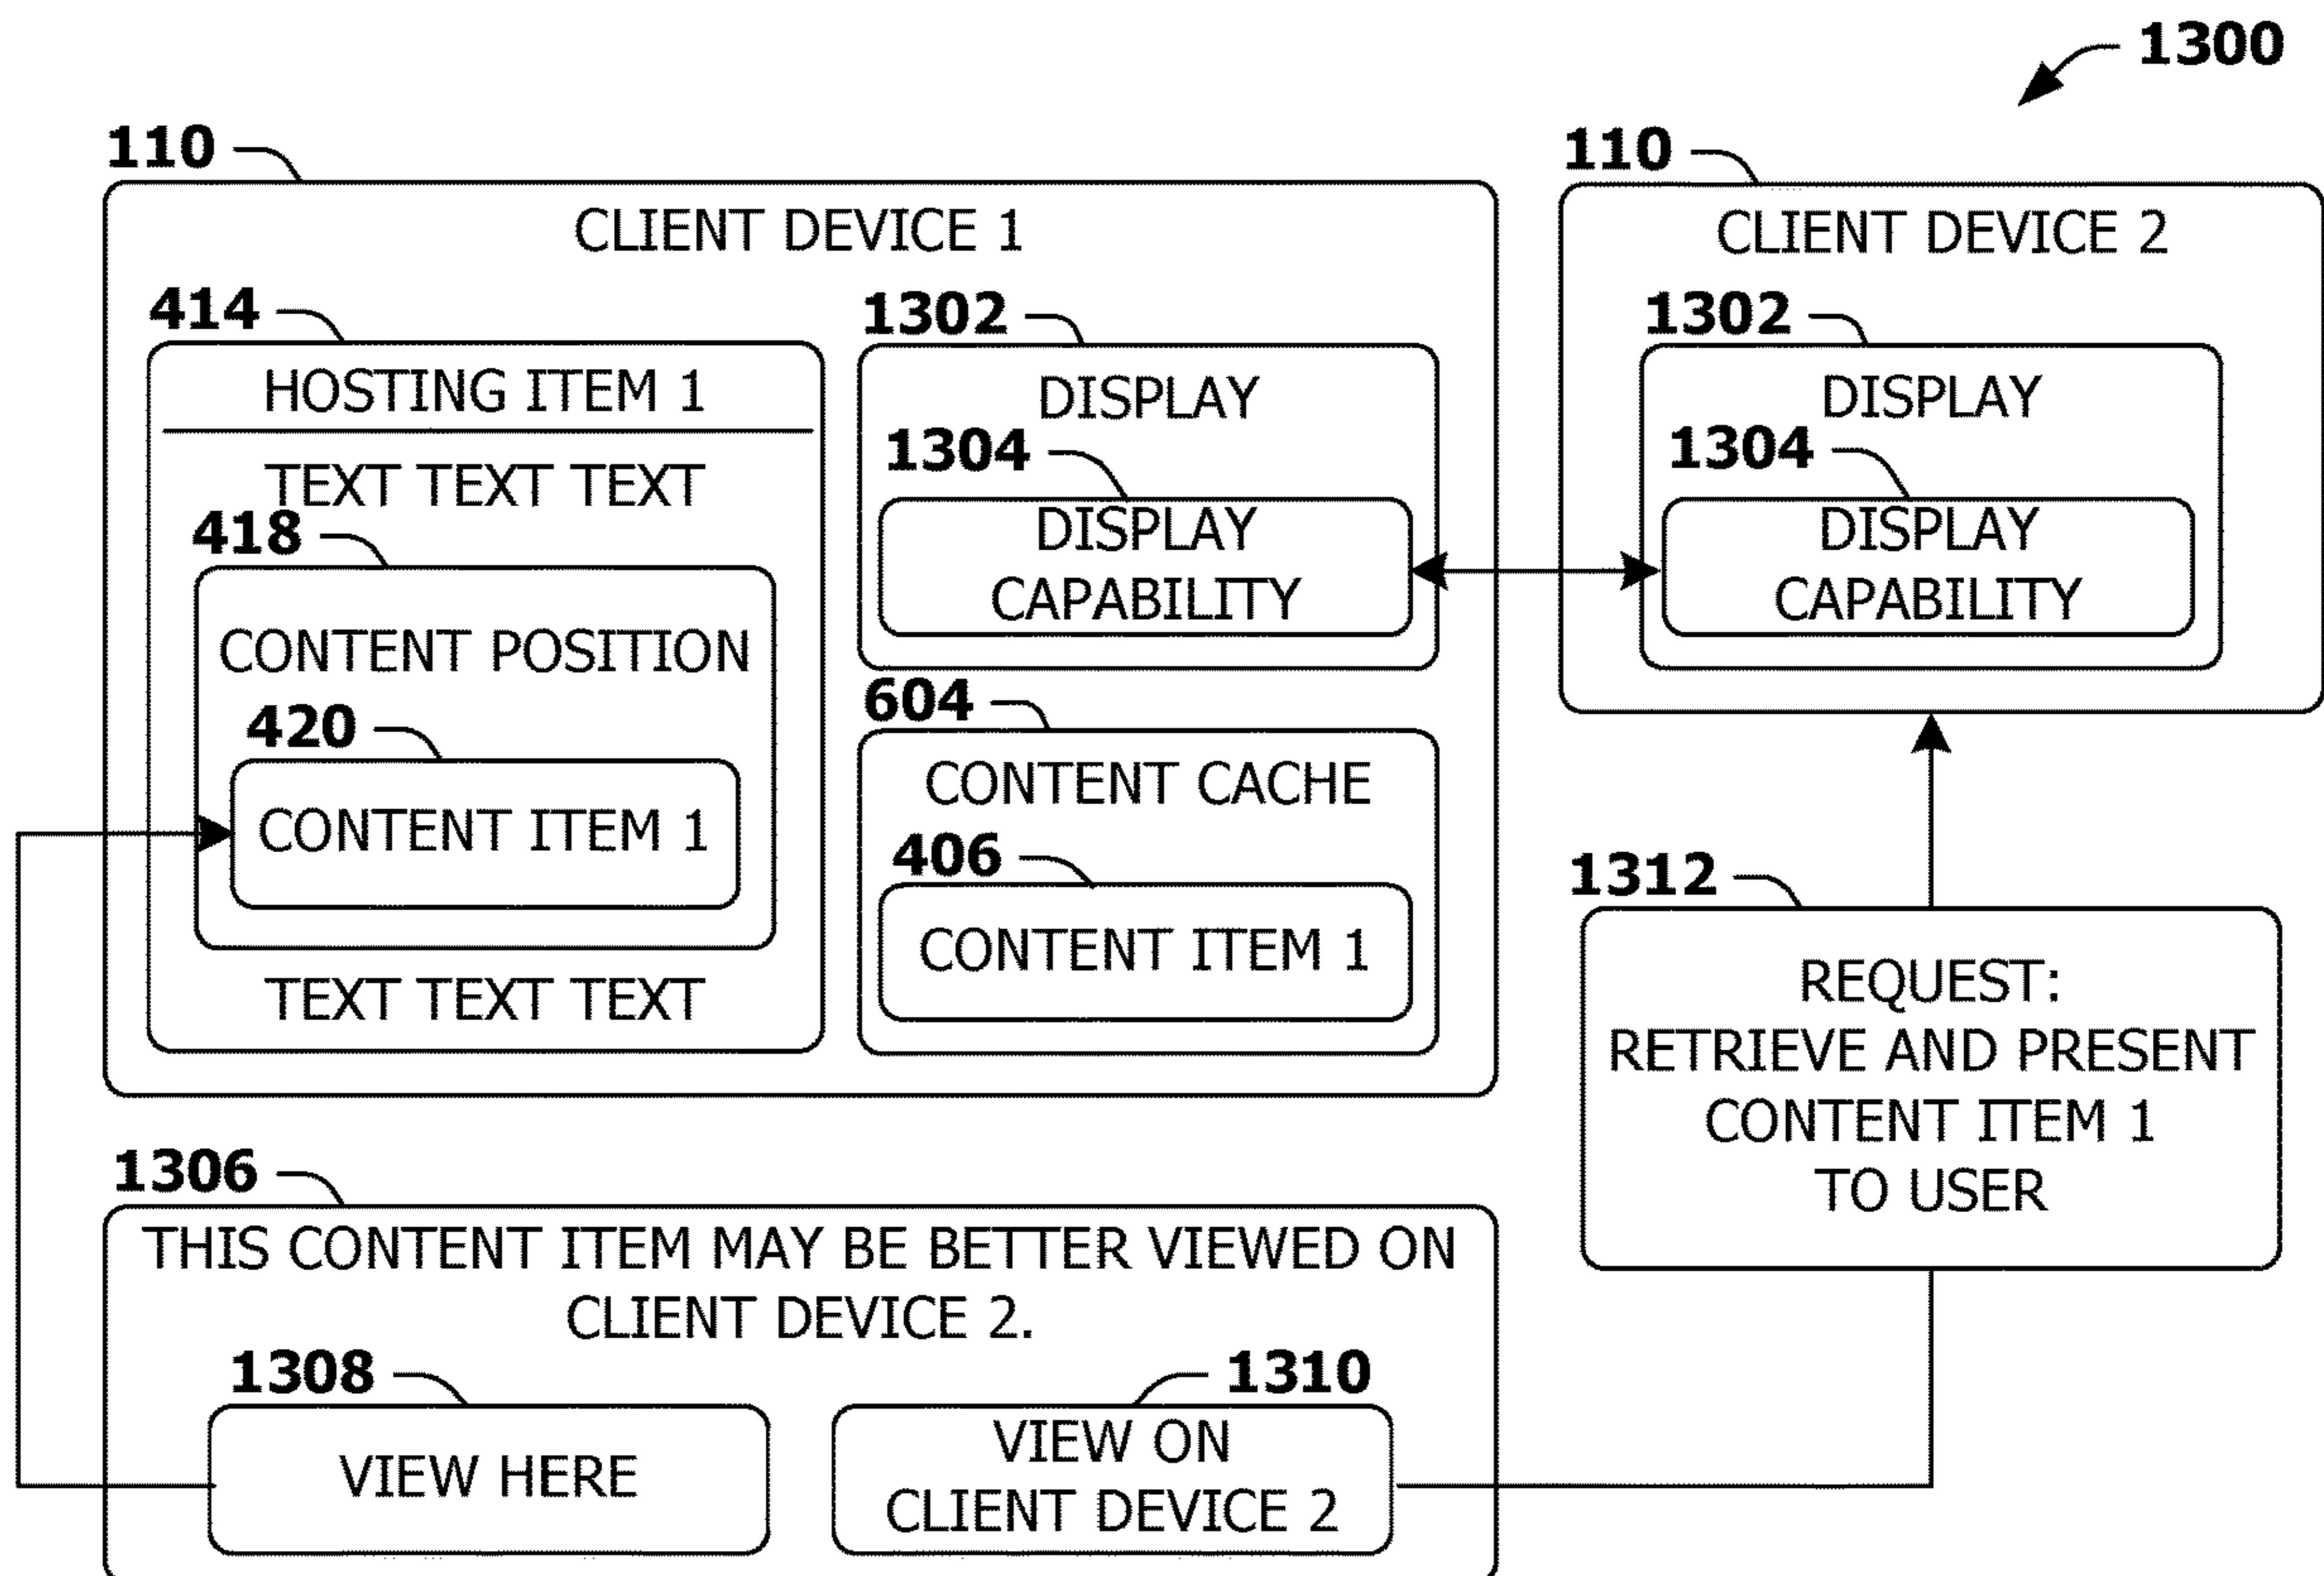 1300
110
CLIENT DEVICE 1
414
HOSTING ITEM 1
TEXT TEXT TEXT
418
CONTENT POSITION
420
CONTENT ITEM 1
TEXT TEXT TEXT
1302
DISPLAY
1304
DISPLAY
CAPABILITY
604
CONTENT CACHE
406
CONTENT ITEM 1
110
CLIENT DEVICE 2
1302
DISPLAY
1304
DISPLAY
CAPABILITY
1312
REQUEST:
RETRIEVE AND PRESENT
CONTENT ITEM 1
TO USER
1306
THIS CONTENT ITEM MAY BE BETTER VIEWED ON
CLIENT DEVICE 2.
1308
VIEW HERE
1310
VIEW ON
CLIENT DEVICE 2